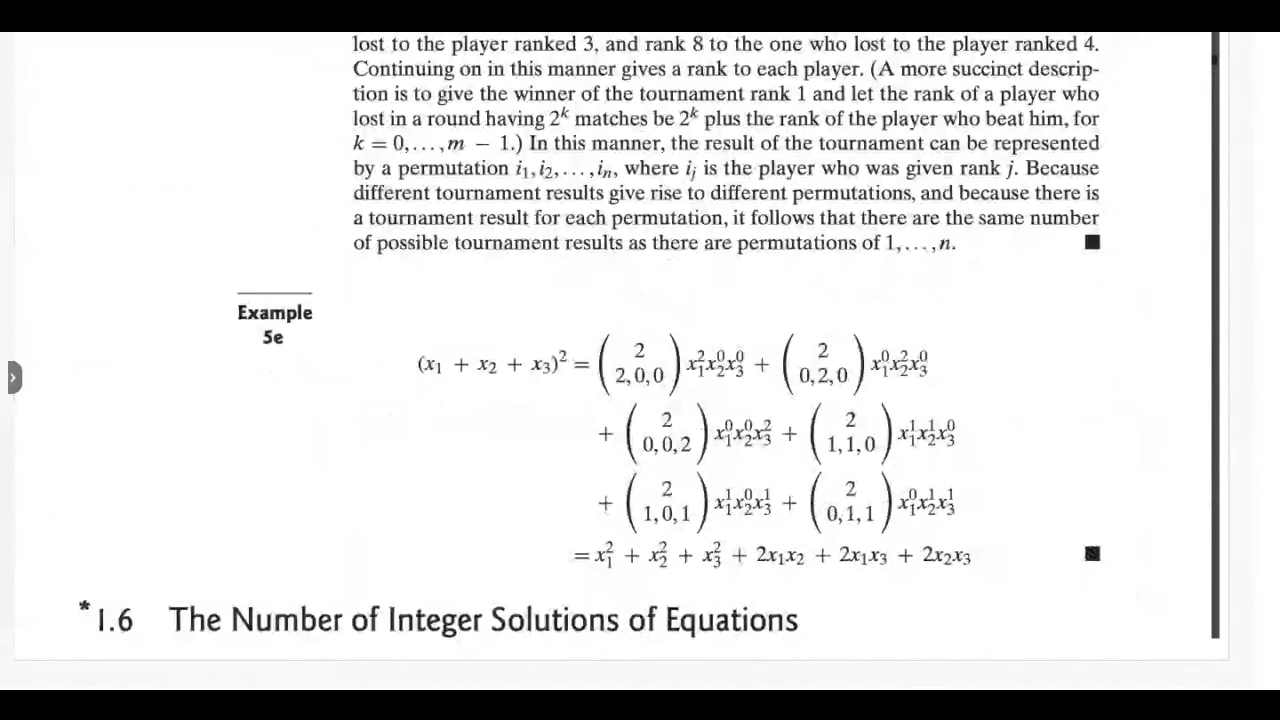 lost to the player ranked 3, and rank 8 to the one who lost to the player ranked 4.
Continuing on in this manner gives a rank to each player. (A more succinct descrip-
tion is to give the winner of the tournament rank 1 and let the rank of a player who
lost in a round having 2^k matches be 2^k plus the rank of the player who beat him, for
k = 0,...,m − 1.) In this manner, the result of the tournament can be represented
by a permutation i_1, i_2,...,i_n, where i_j is the player who was given rank j. Because
different tournament results give rise to different permutations, and because there is
a tournament result for each permutation, it follows that there are the same number
of possible tournament results as there are permutations of 1,...,n. ■
Example
5e
(x_1 + x_2 + x_3)^2 = (2 / 2,0,0) x_1^2 x_2^0 x_3^0 + (2 / 0,2,0) x_1^0 x_2^2 x_3^0
+ (2 / 0,0,2) x_1^0 x_2^0 x_3^2 + (2 / 1,1,0) x_1^1 x_2^1 x_3^0
+ (2 / 1,0,1) x_1^1 x_2^0 x_3^1 + (2 / 0,1,1) x_1^0 x_2^1 x_3^1
= x_1^2 + x_2^2 + x_3^2 + 2x_1x_2 + 2x_1x_3 + 2x_2x_3 ■
*1.6 The Number of Integer Solutions of Equations